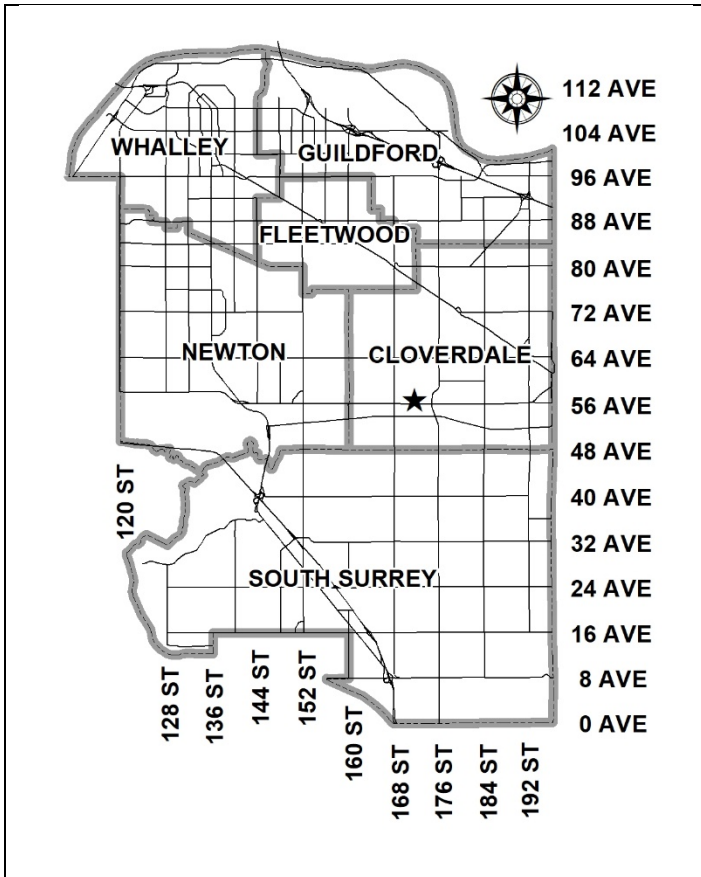 112 AVE
104 AVE
WHALLEY
GUILDFORD
96 AVE
88 AVE
FLEETWOOD
80 AVE
72 AVE
NEWTON
CLOVERDALE
64 AVE
56 AVE
48 AVE
120 ST
40 AVE
32 AVE
SOUTH SURREY
24 AVE
16 AVE
8 AVE
0 AVE
128 ST
136 ST
144 ST
152 ST
160 ST
168 ST
176 ST
184 ST
192 ST